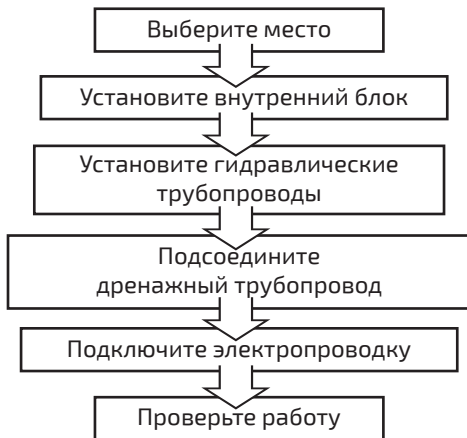 Выберите место
Установите внутренний блок
Установите гидравлические
трубопроводы
Подсоедините
дренажный трубопровод
Подключите электропроводку
Проверьте работу